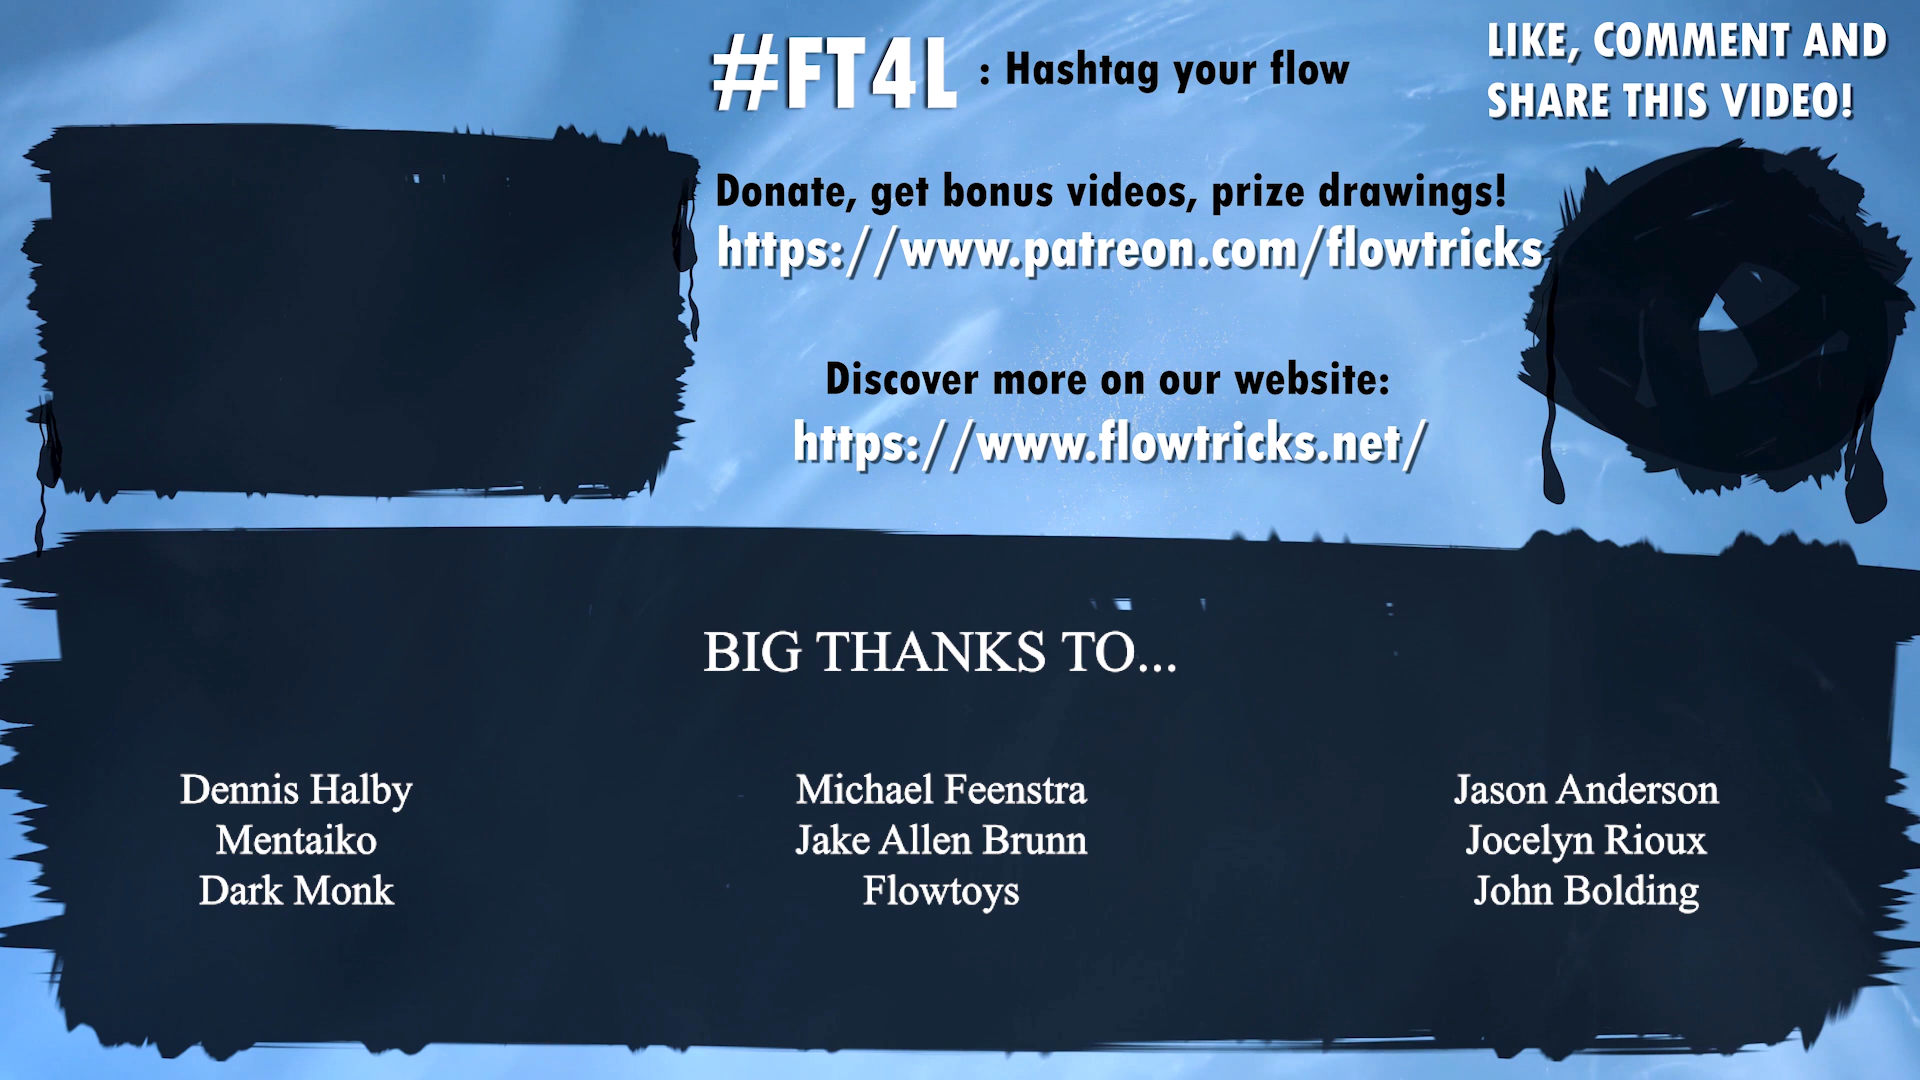 #FT4L : Hashtag your flow
LIKE, COMMENT AND
SHARE THIS VIDEO!
Donate, get bonus videos, prize drawings!
https://www.patreon.com/flowtricks
Discover more on our website:
https://www.flowtricks.net/
BIG THANKS TO...
Dennis Halby
Mentaiko
Dark Monk
Michael Feenstra
Jake Allen Brunn
Flowtoys
Jason Anderson
Jocelyn Rioux
John Bolding